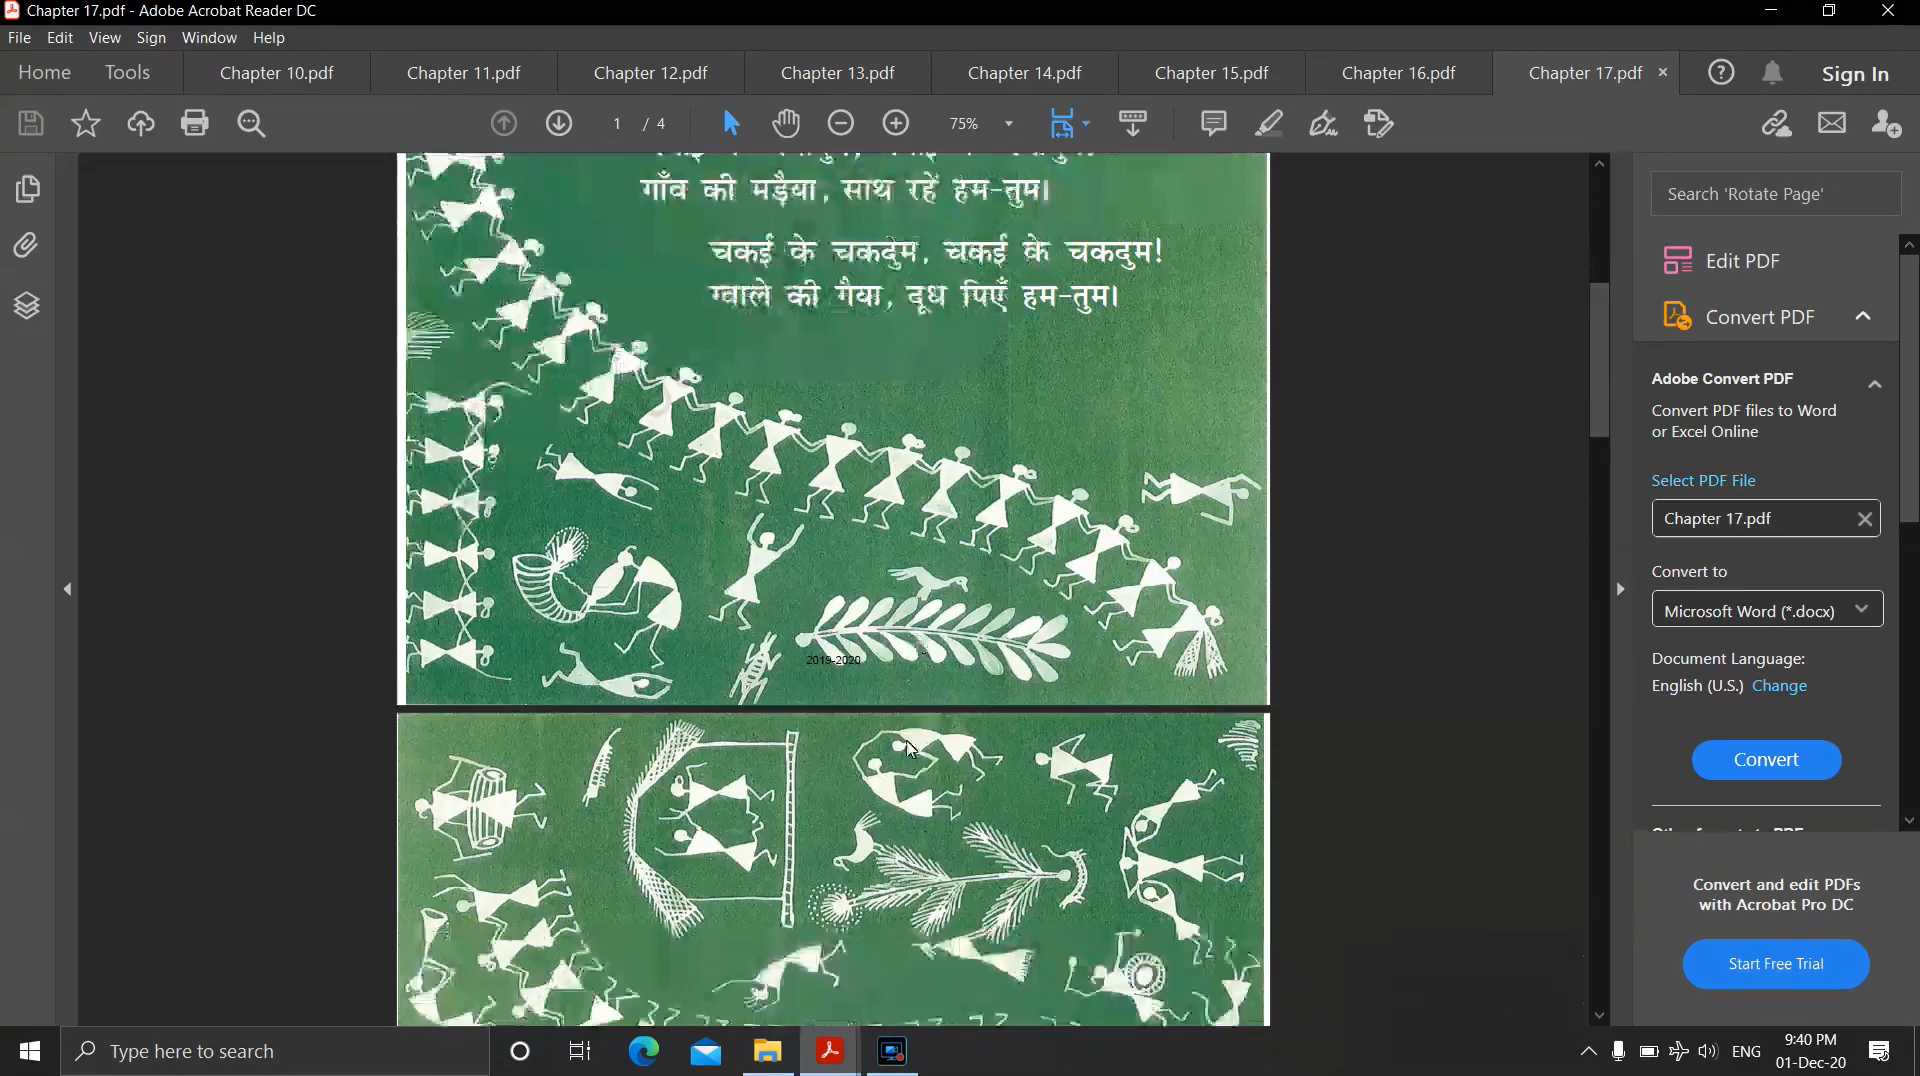 Chapter 17.pdf - Adobe Acrobat Reader DC
File Edit View Sign Window Help
Home Tools Chapter 10.pdf Chapter 11.pdf Chapter 12.pdf Chapter 13.pdf Chapter 14.pdf Chapter 15.pdf Chapter 16.pdf Chapter 17.pdf × Sign In
1 / 4 75%
गाँव की मड़ैया, साथ रहें हम-तुम।
चकई के चकदुम, चकई के चकदुम!
ग्वाले की गैया, दूध पिएँ हम-तुम।
2019-2020
Search 'Rotate Page'
Edit PDF
Convert PDF
Adobe Convert PDF
Convert PDF files to Word
or Excel Online
Select PDF File
Chapter 17.pdf
Convert to
Microsoft Word (*.docx)
Document Language:
English (U.S.) Change
Convert
Convert and edit PDFs
with Acrobat Pro DC
Start Free Trial
Type here to search
ENG
9:40 PM
01-Dec-20